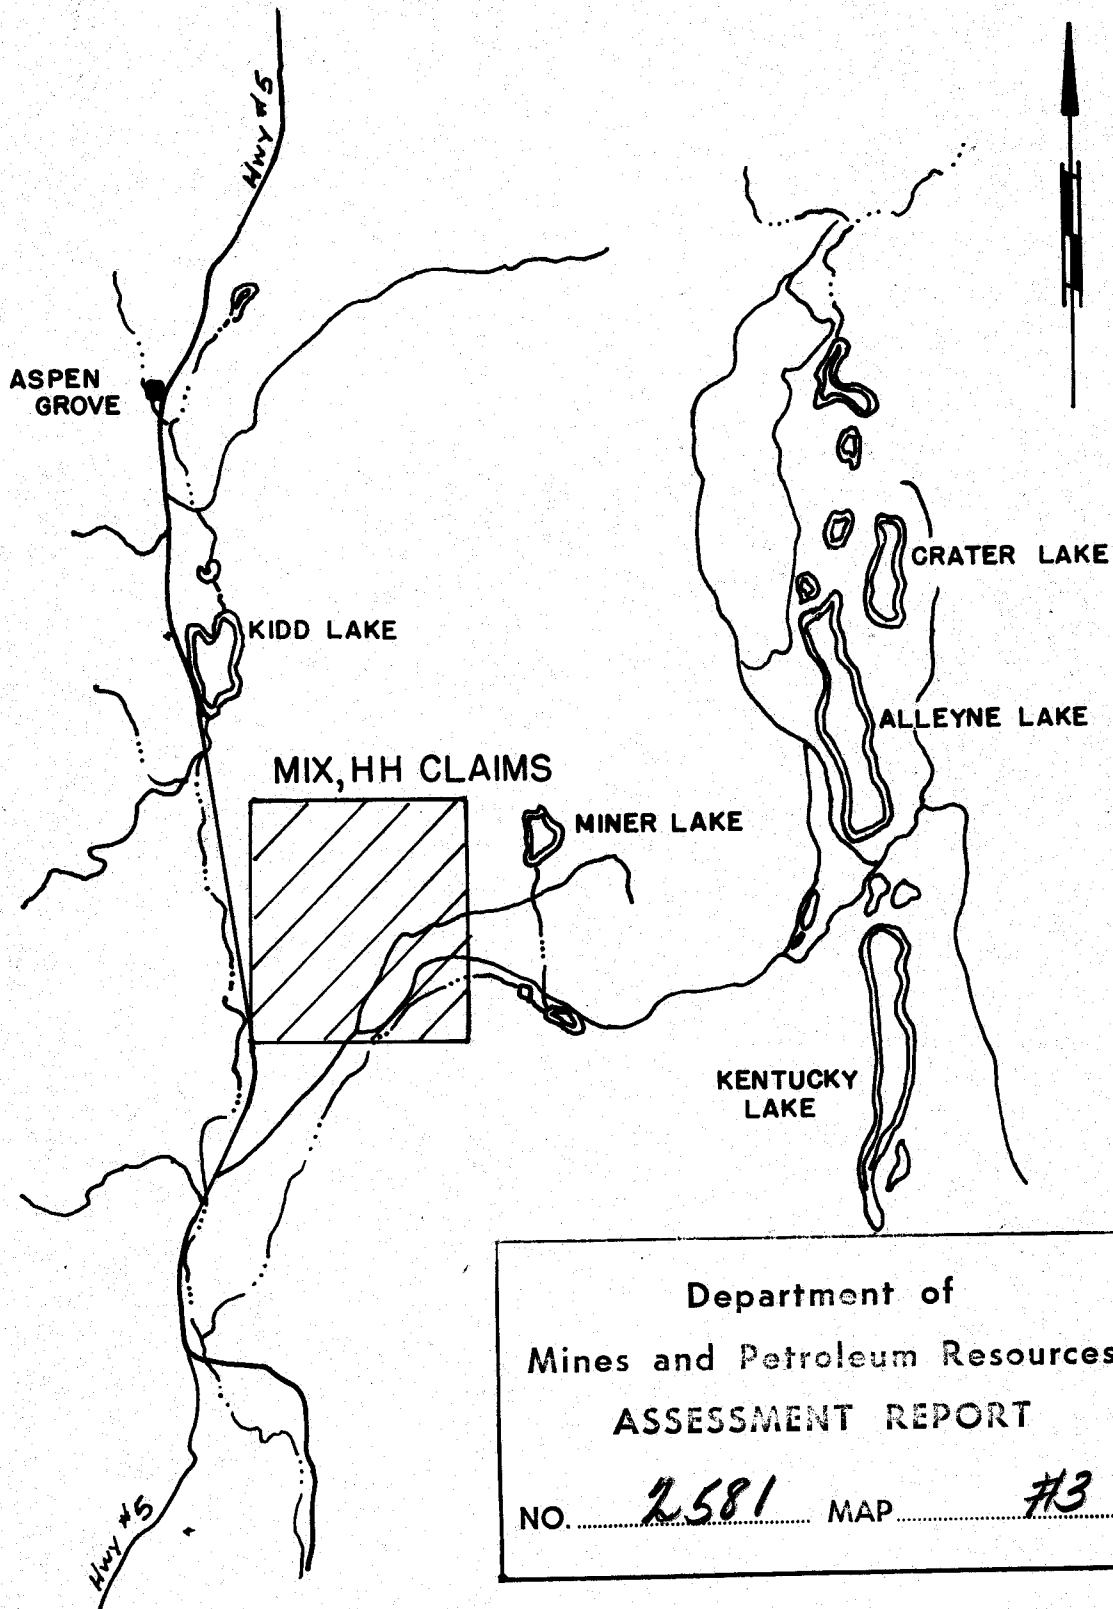 Hwy #5
ASPEN
GROVE
CRATER LAKE
KIDD LAKE
ALLEYNE LAKE
MIX, HH CLAIMS
MINER LAKE
KENTUCKY
LAKE
Department of
Mines and Petroleum Resources
ASSESSMENT REPORT
NO. 2581 MAP #3
Hwy #5